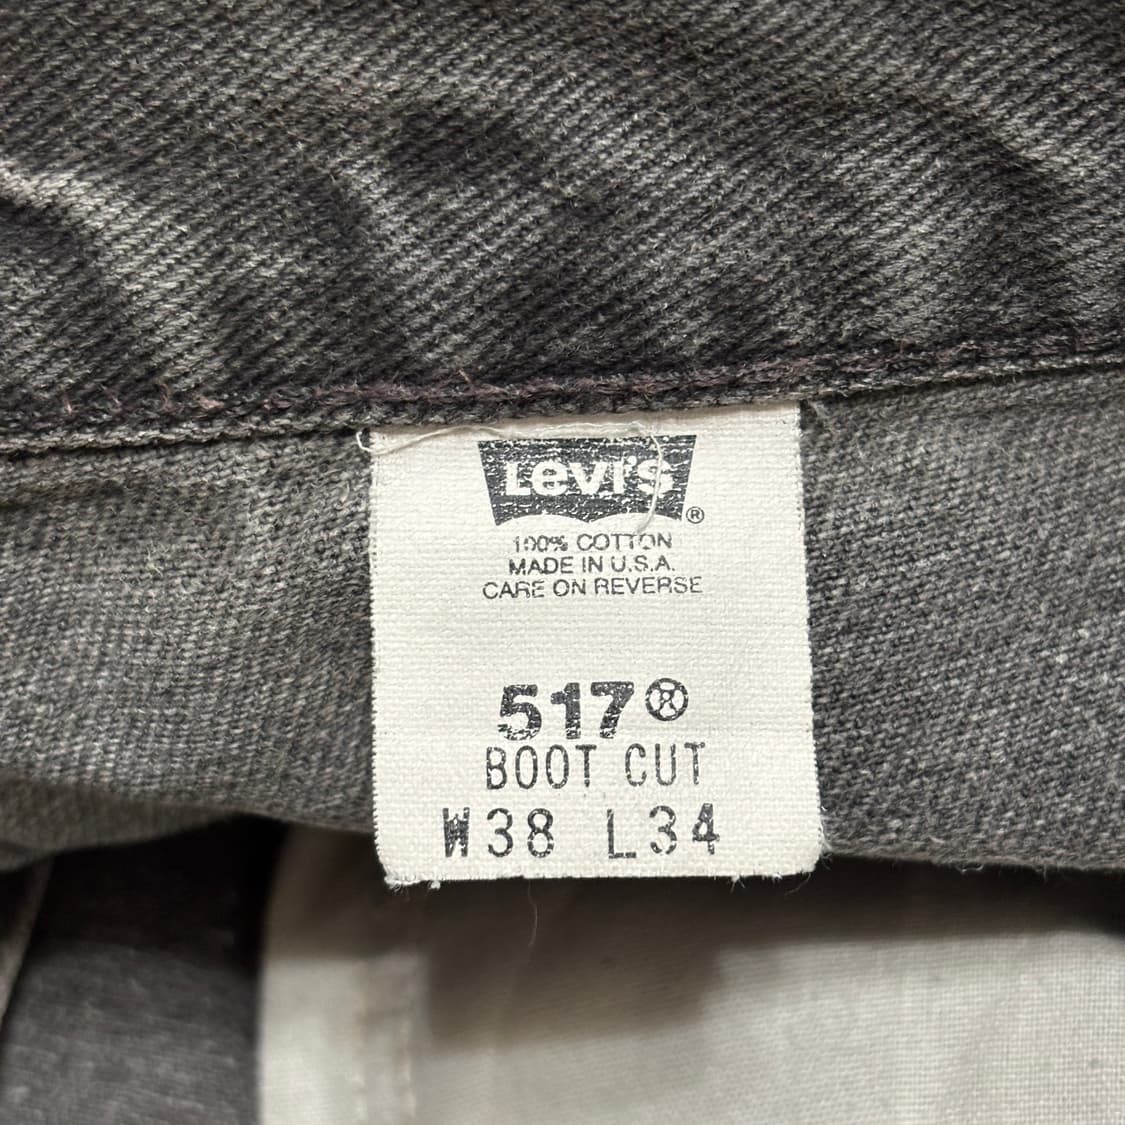 Levi's ®
100% COTTON
MADE IN U.S.A.
CARE ON REVERSE
517®
BOOT CUT
W38 L34